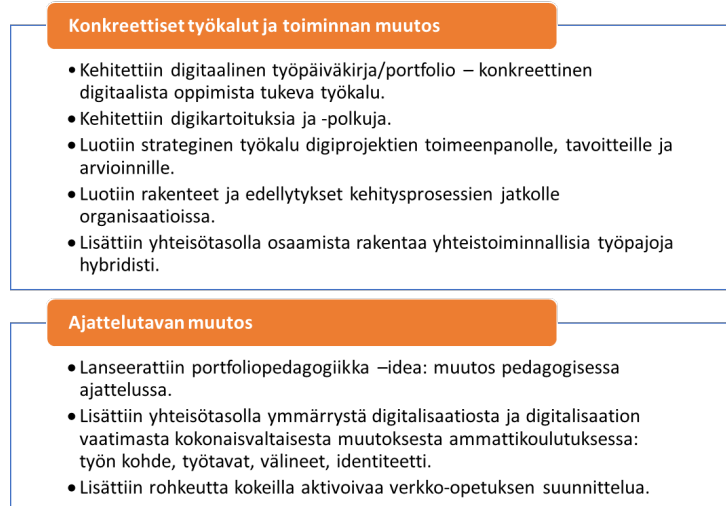 Konkreettiset työkalut ja toiminnan muutos
• Kehitettiin digitaalinen työpäiväkirja/portfolio – konkreettinen
digitaalista oppimista tukeva työkalu.
• Kehitettiin digikartoituksia ja -polkuja.
• Luotiin strateginen työkalu digiprojektien toimeenpanolle, tavoitteille ja
arvioinnille.
• Luotiin rakenteet ja edellytykset kehitysprosessien jatkolle
organisaatioissa.
• Lisättiin yhteisötasolla osaamista rakentaa yhteistoiminnallisia työpajoja
hybridisti.
Ajattelutavan muutos
• Lanseerattiin portfoliopedagogiikka –idea: muutos pedagogisessa
ajattelussa.
• Lisättiin yhteisötasolla ymmärrystä digitalisaatiosta ja digitalisaation
vaatimasta kokonaisvaltaisesta muutoksesta ammattikoulutuksessa:
työn kohde, työtavat, välineet, identiteetti.
• Lisättiin rohkeutta kokeilla aktivoivaa verkko-opetuksen suunnittelua.